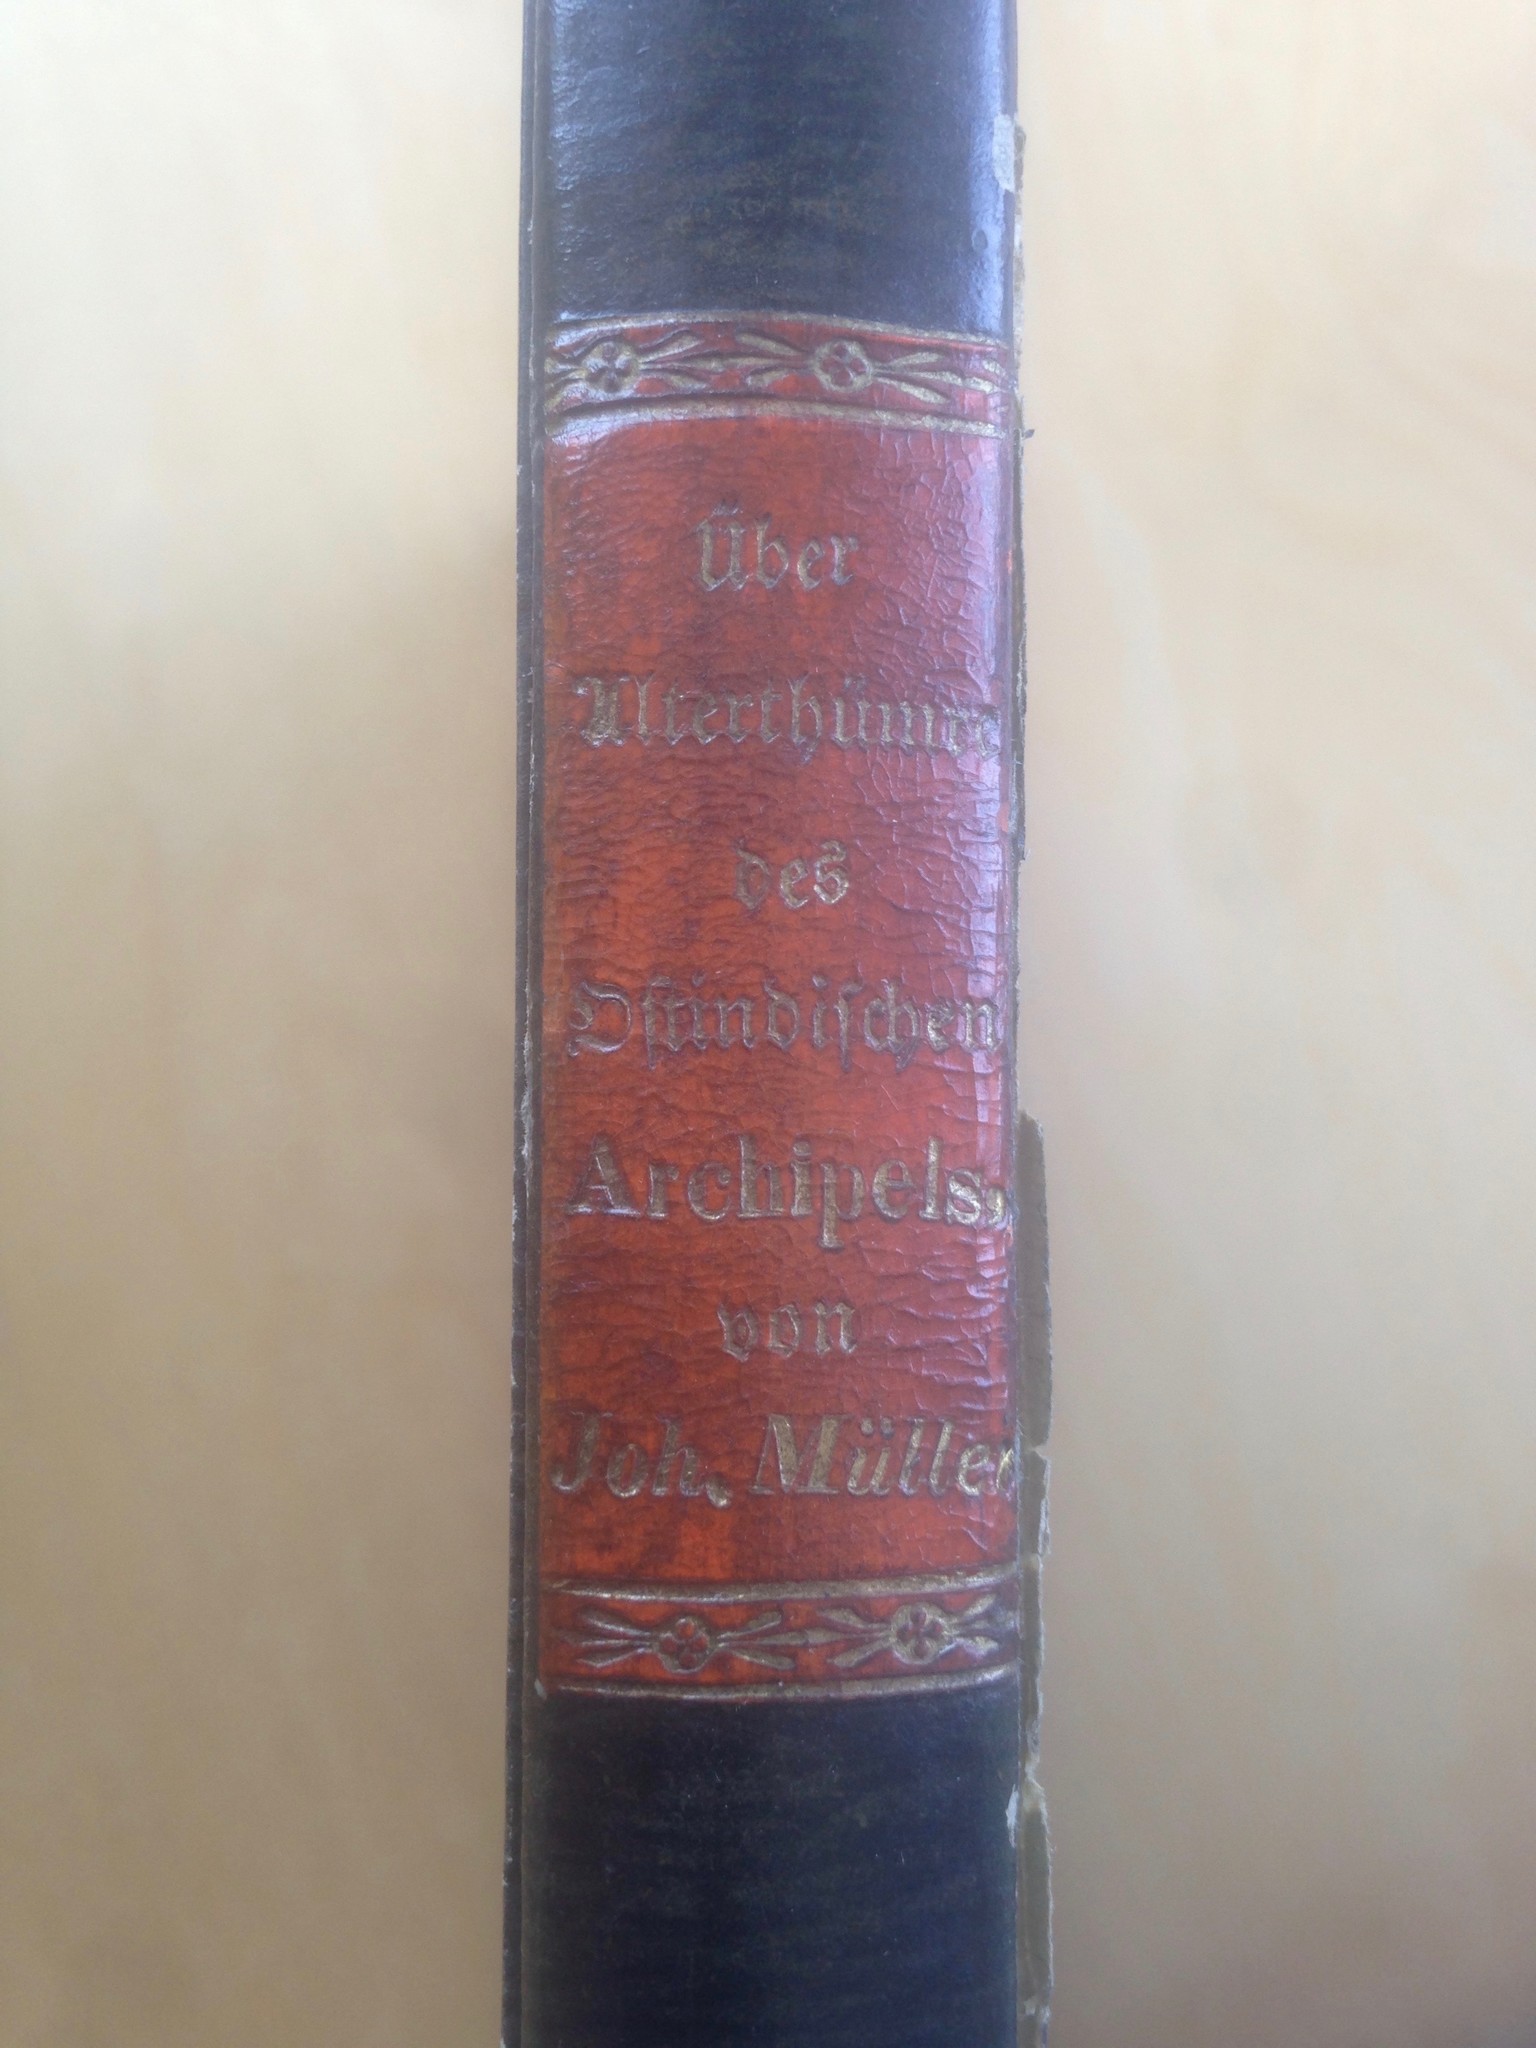 Über
Alterthümer
des
Oſtindiſchen
Archipels,
von
Joh. Müller